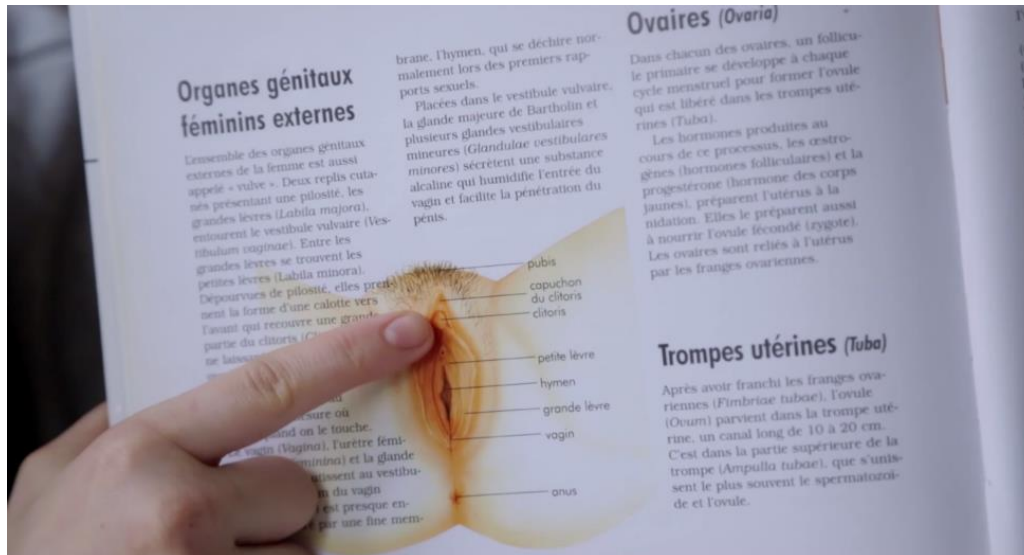 Organes génitaux
féminins externes
L'ensemble des organes génitaux
externes de la femme est aussi
appelé « vulve ». Deux replis cuta-
nés présentant une pilosité, les
grandes lèvres (Labila majora),
entourent le vestibule vulvaire (Ves-
tibulum vaginae). Entre les
grandes lèvres se trouvent les
petites lèvres (Labila minora).
Dépourvues de pilosité, elles pren-
nent la forme d'une calotte vers
l'avant qui recouvre une grande
partie du clitoris
ne
sure où
on le touche.
vagin (Vagina), l'urètre fémi-
et la glande
au vestibu-
du vagin
est presque en-
par une fine mem-
brane, l'hymen, qui se déchire nor-
malement lors des premiers rap-
ports sexuels.
Placées dans le vestibule vulvaire,
la glande majeure de Bartholin et
plusieurs glandes vestibulaires
mineures (Glandulae vestibulares
minores) sécrètent une substance
alcaline qui humidifie l'entrée du
vagin et facilite la pénétration du
pénis.
pubis
capuchon
du clitoris
clitoris
petite lèvre
hymen
grande lèvre
vagin
anus
Ovaires (Ovaria)
Dans chacun des ovaires, un follicu-
le primaire se développe à chaque
cycle menstruel pour former l'ovule
qui est libéré dans les trompes uté-
rines (Tuba).
Les hormones produites au
cours de ce processus, les œstro-
gènes (hormones folliculaires) et la
progestérone (hormone des corps
jaunes), préparent l'utérus à la
nidation. Elles le préparent aussi
à nourrir l'ovule fécondé (zygote).
Les ovaires sont reliés à l'utérus
par les franges ovariennes.
Trompes utérines (Tuba)
Après avoir franchi les franges ova-
riennes (Fimbriae tubae), l'ovule
(Ovum) parvient dans la trompe uté-
rine, un canal long de 10 à 20 cm.
C'est dans la partie supérieure de la
trompe (Ampulla tubae), que s'unis-
sent le plus souvent le spermatozoï-
de et l'ovule.